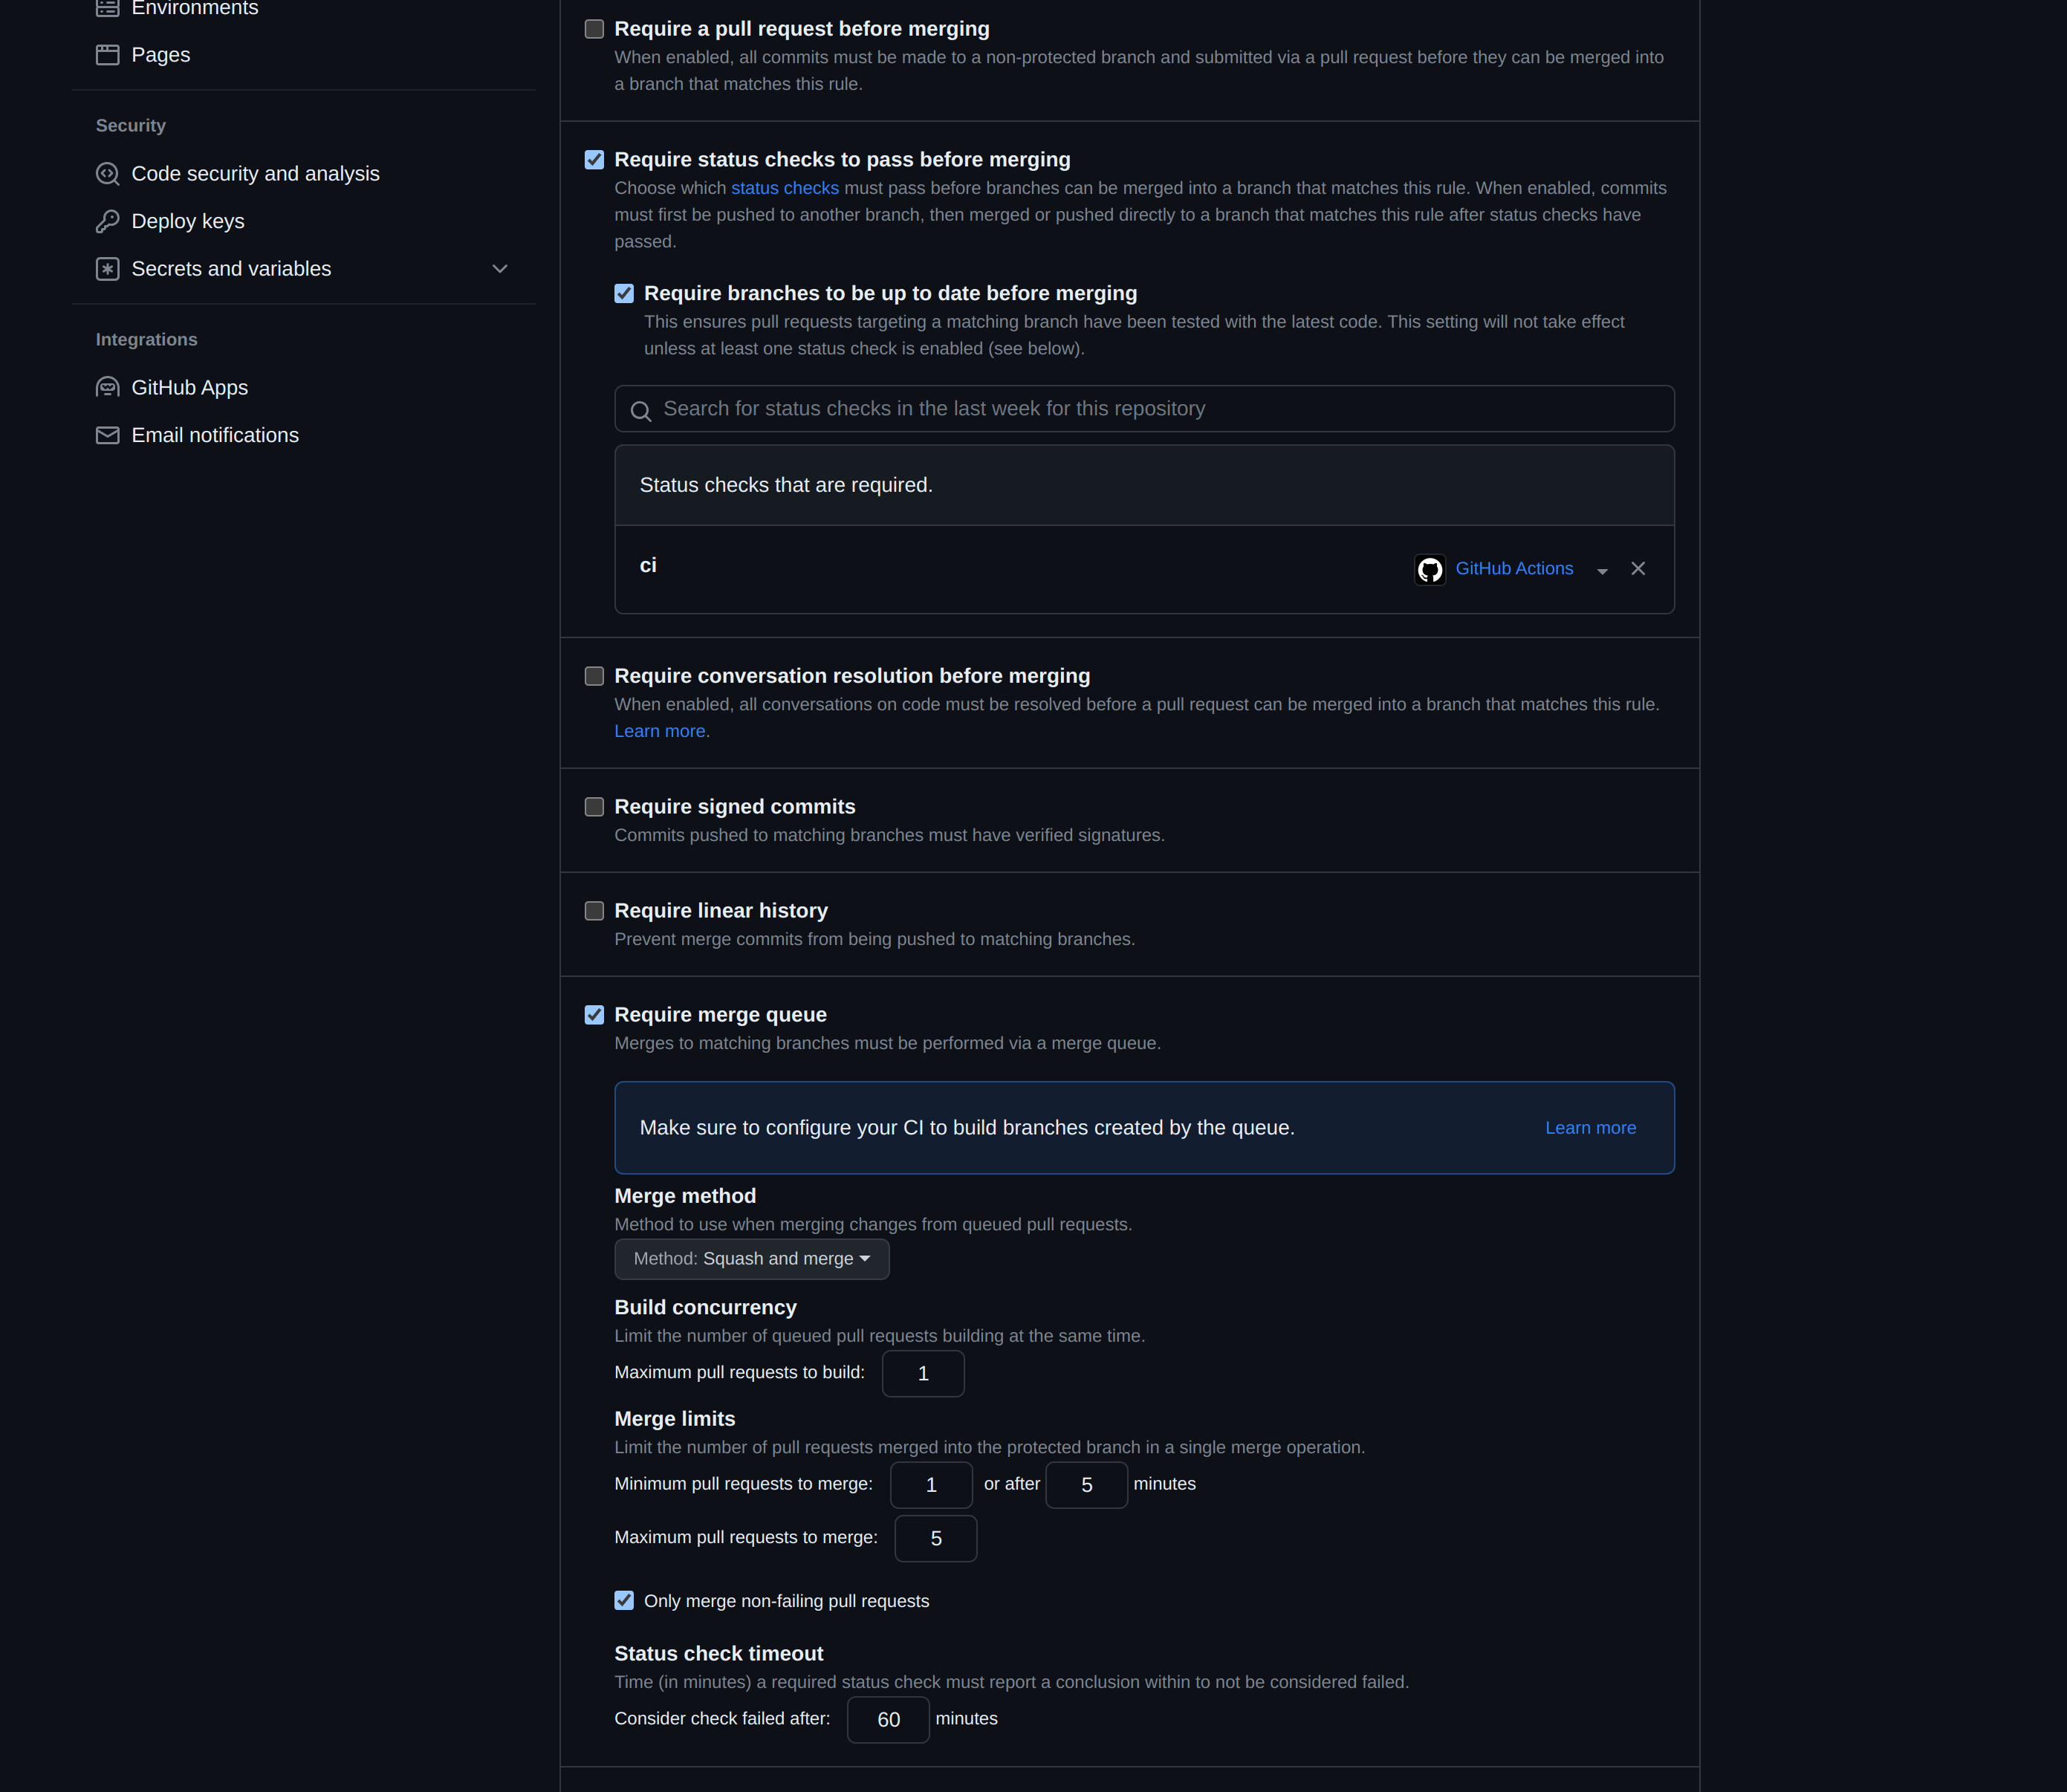 Environments
Pages
Security
Code security and analysis
Deploy keys
Secrets and variables
Integrations
GitHub Apps
Email notifications
Require a pull request before merging
When enabled, all commits must be made to a non-protected branch and submitted via a pull request before they can be merged into
a branch that matches this rule.
Require status checks to pass before merging
Choose which status checks must pass before branches can be merged into a branch that matches this rule. When enabled, commits
must first be pushed to another branch, then merged or pushed directly to a branch that matches this rule after status checks have
passed.
Require branches to be up to date before merging
This ensures pull requests targeting a matching branch have been tested with the latest code. This setting will not take effect
unless at least one status check is enabled (see below).
Search for status checks in the last week for this repository
Status checks that are required.
ci GitHub Actions
Require conversation resolution before merging
When enabled, all conversations on code must be resolved before a pull request can be merged into a branch that matches this rule.
Learn more.
Require signed commits
Commits pushed to matching branches must have verified signatures.
Require linear history
Prevent merge commits from being pushed to matching branches.
Require merge queue
Merges to matching branches must be performed via a merge queue.
Make sure to configure your CI to build branches created by the queue. Learn more
Merge method
Method to use when merging changes from queued pull requests.
Method: Squash and merge
Build concurrency
Limit the number of queued pull requests building at the same time.
Maximum pull requests to build: 1
Merge limits
Limit the number of pull requests merged into the protected branch in a single merge operation.
Minimum pull requests to merge: 1 or after 5 minutes
Maximum pull requests to merge: 5
Only merge non-failing pull requests
Status check timeout
Time (in minutes) a required status check must report a conclusion within to not be considered failed.
Consider check failed after: 60 minutes